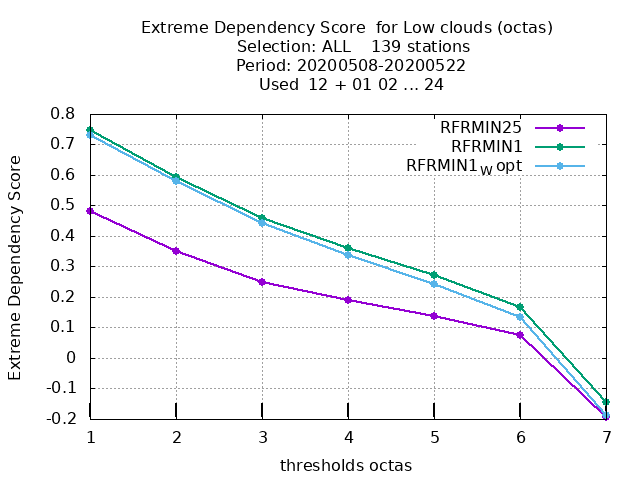 Extreme Dependency Score  for Low clouds (octas)
Selection: ALL    139 stations
Period: 20200508-20200522
Used  12 + 01 02 ... 24
RFRMIN25
RFRMIN1
RFRMIN1W opt
Extreme Dependency Score
0.8
0.7
0.6
0.5
0.4
0.3
0.2
0.1
0
-0.1
-0.2
1 2 3 4 5 6 7
thresholds octas